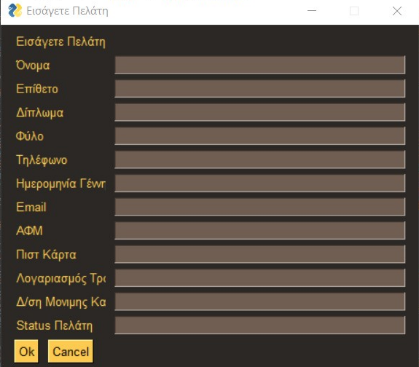 Εισάγετε Πελάτη
Εισάγετε Πελάτη
Όνομα
Επίθετο
Δίπλωμα
Φύλο
Τηλέφωνο
Ημερομηνία Γένν
Email
ΑΦΜ
Πιστ Κάρτα
Λογαριασμός Τρα
Δ/ση Μονιμης Κα
Status Πελάτη
Ok Cancel